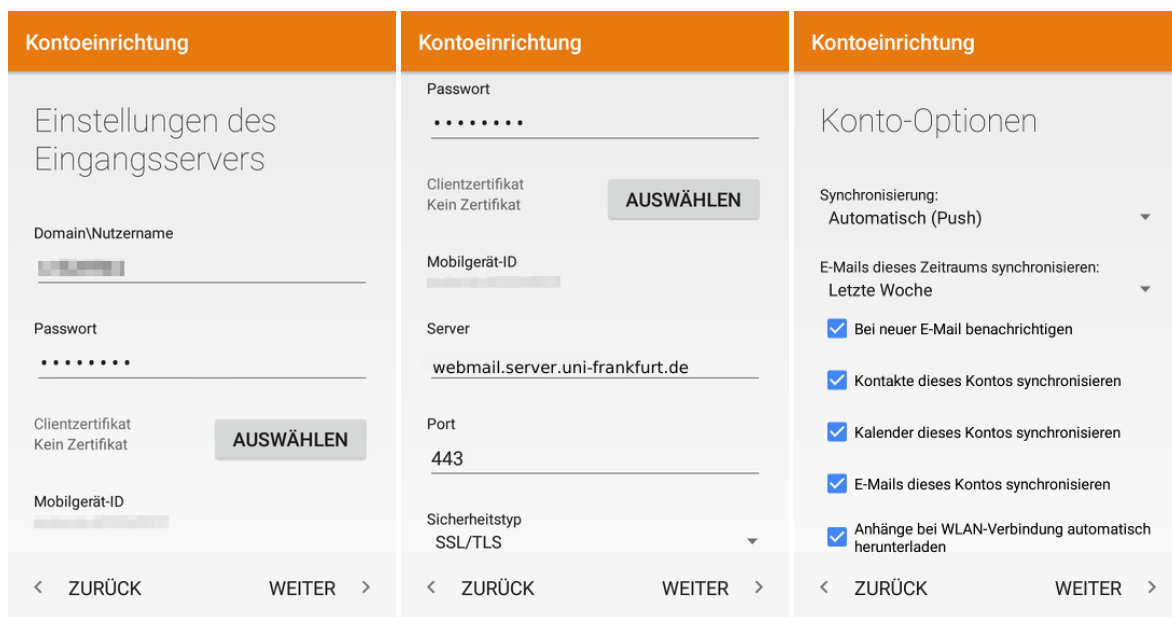 Kontoeinrichtung
Einstellungen des
Eingangsservers
Domain\Nutzername
Passwort
• • • • • • • •
Clientzertifikat
Kein Zertifikat
AUSWÄHLEN
Mobilgerät-ID
ZURÜCK
WEITER
Kontoeinrichtung
Passwort
• • • • • • • •
Clientzertifikat
Kein Zertifikat
AUSWÄHLEN
Mobilgerät-ID
Server
webmail.server.uni-frankfurt.de
Port
443
Sicherheitstyp
SSL/TLS
ZURÜCK
WEITER
Kontoeinrichtung
Konto-Optionen
Synchronisierung:
Automatisch (Push)
E-Mails dieses Zeitraums synchronisieren:
Letzte Woche
Bei neuer E-Mail benachrichtigen
Kontakte dieses Kontos synchronisieren
Kalender dieses Kontos synchronisieren
E-Mails dieses Kontos synchronisieren
Anhänge bei WLAN-Verbindung automatisch
herunterladen
ZURÜCK
WEITER